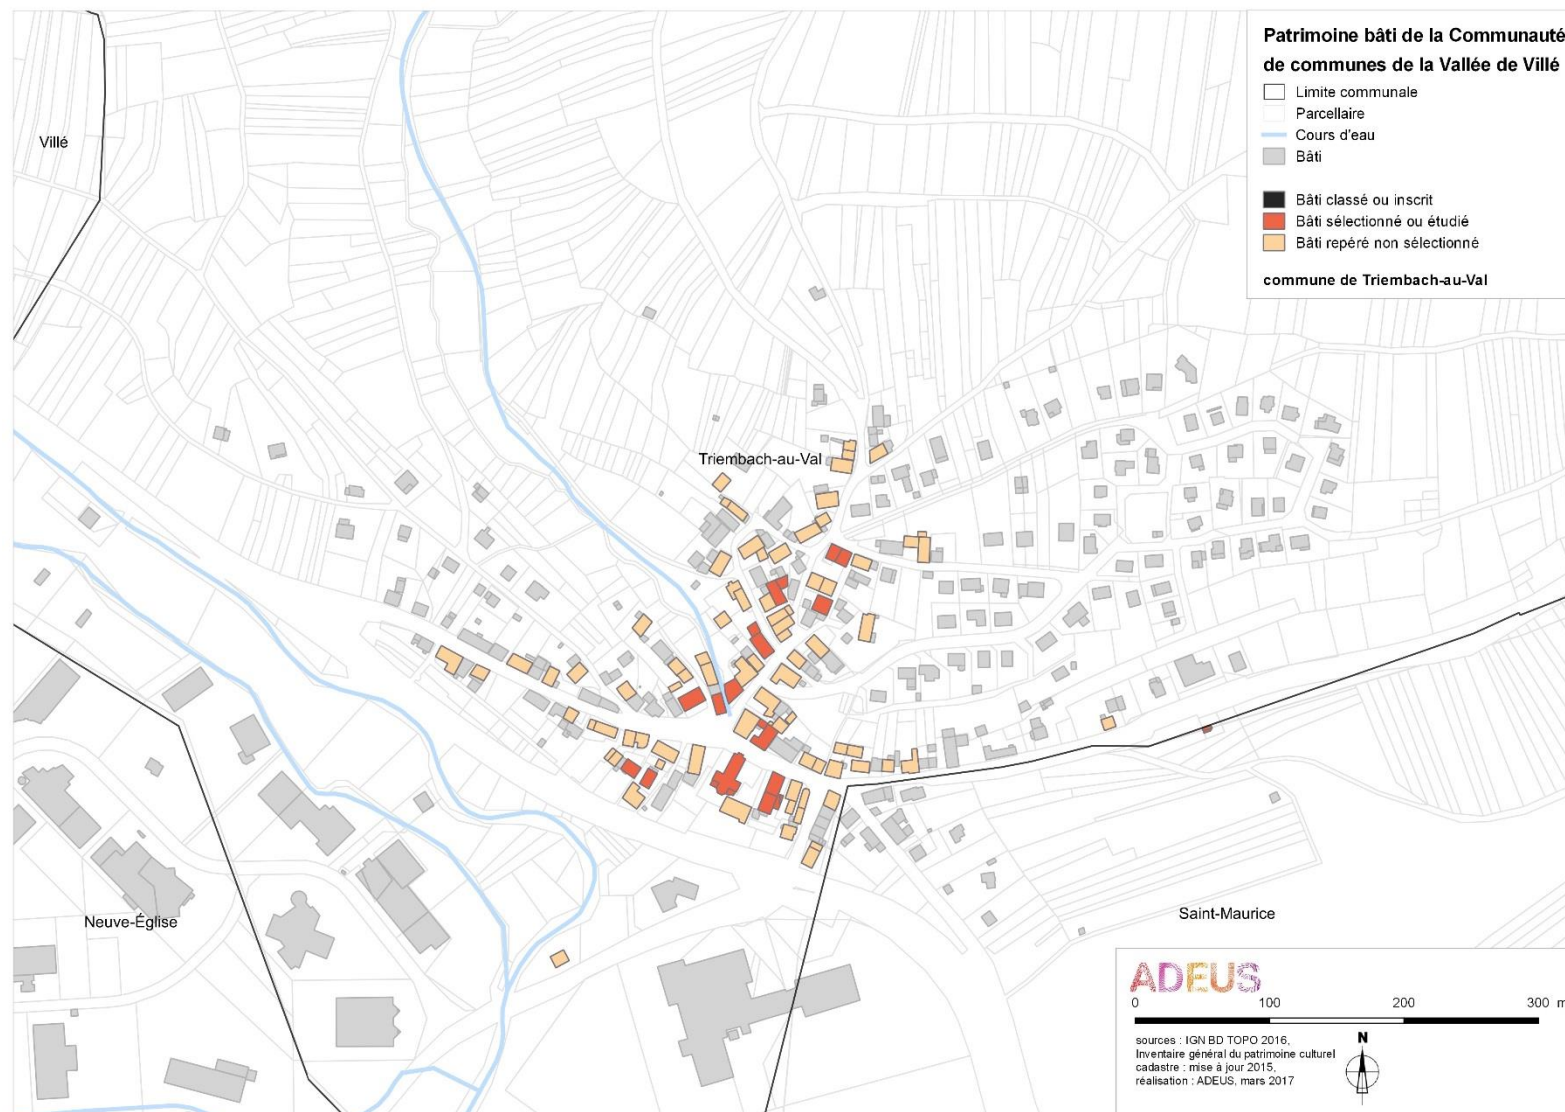 Patrimoine bâti de la Communauté
de communes de la Vallée de Villé
Limite communale
Parcellaire
Cours d'eau
Bâti
Bâti classé ou inscrit
Bâti sélectionné ou étudié
Bâti repéré non sélectionné
commune de Triembach-au-Val
Villé
Triembach-au-Val
Neuve-Église
Saint-Maurice
ADEUS
0 100 200 300 m
sources : IGN BD TOPO 2016,
Inventaire général du patrimoine culturel
cadastre : mise à jour 2015,
réalisation : ADEUS, mars 2017
N